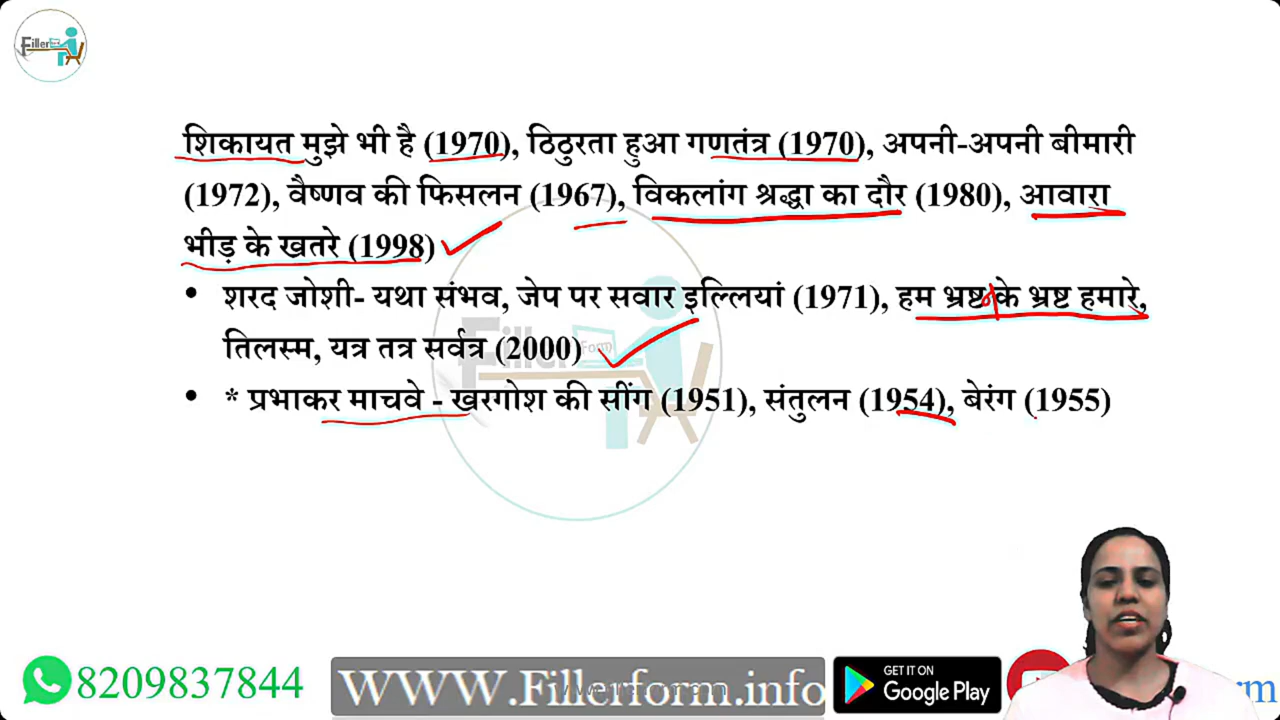 Filler
शिकायत मुझे भी है (1970), ठिठुरता हुआ गणतंत्र (1970), अपनी-अपनी बीमारी
(1972), वैष्णव की फिसलन (1967), विकलांग श्रद्धा का दौर (1980), आवारा
भीड़ के खतरे (1998)
• शरद जोशी- यथा संभव, जेप पर सवार इल्लियां (1971), हम भ्रष्ट के भ्रष्ट हमारे,
तिलस्म, यत्र तत्र सर्वत्र (2000)
Form
• * प्रभाकर माचवे - खरगोश की सींग (1951), संतुलन (1954), बेरंग (1955)
8209837844
www.Fillerform.info
GET IT ON
Google Play